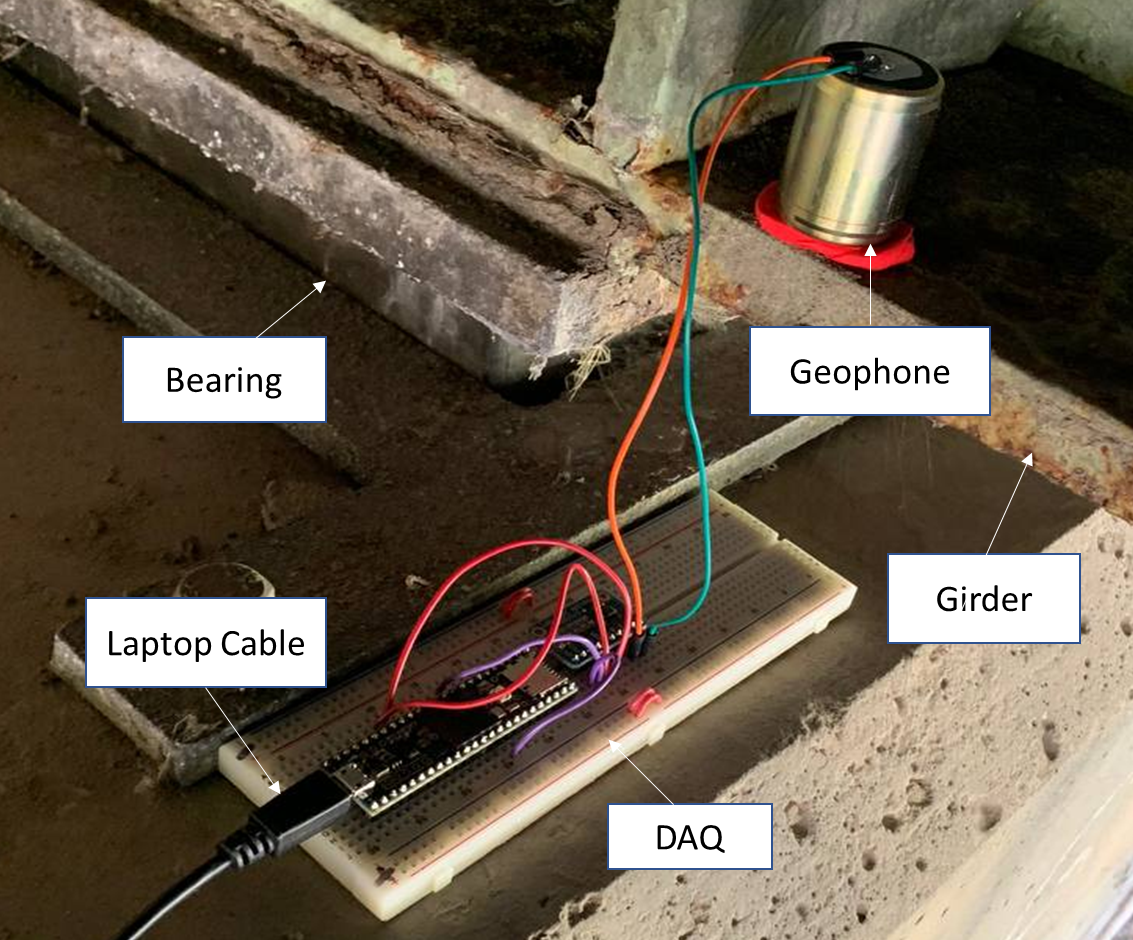 Bearing
Geophone
Girder
Laptop Cable
DAQ